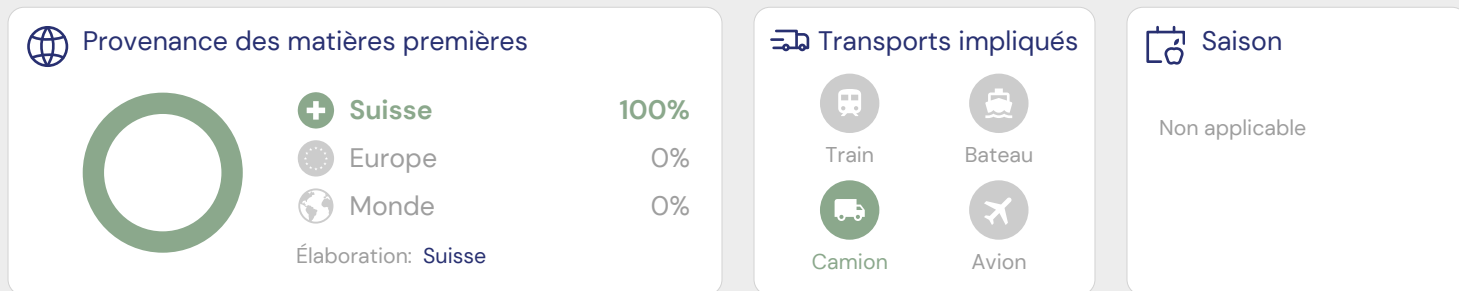 Provenance des matières premières
Suisse 100%
Europe 0%
Monde 0%
Élaboration: Suisse
Transports impliqués
Train Bateau
Camion Avion
Saison
Non applicable